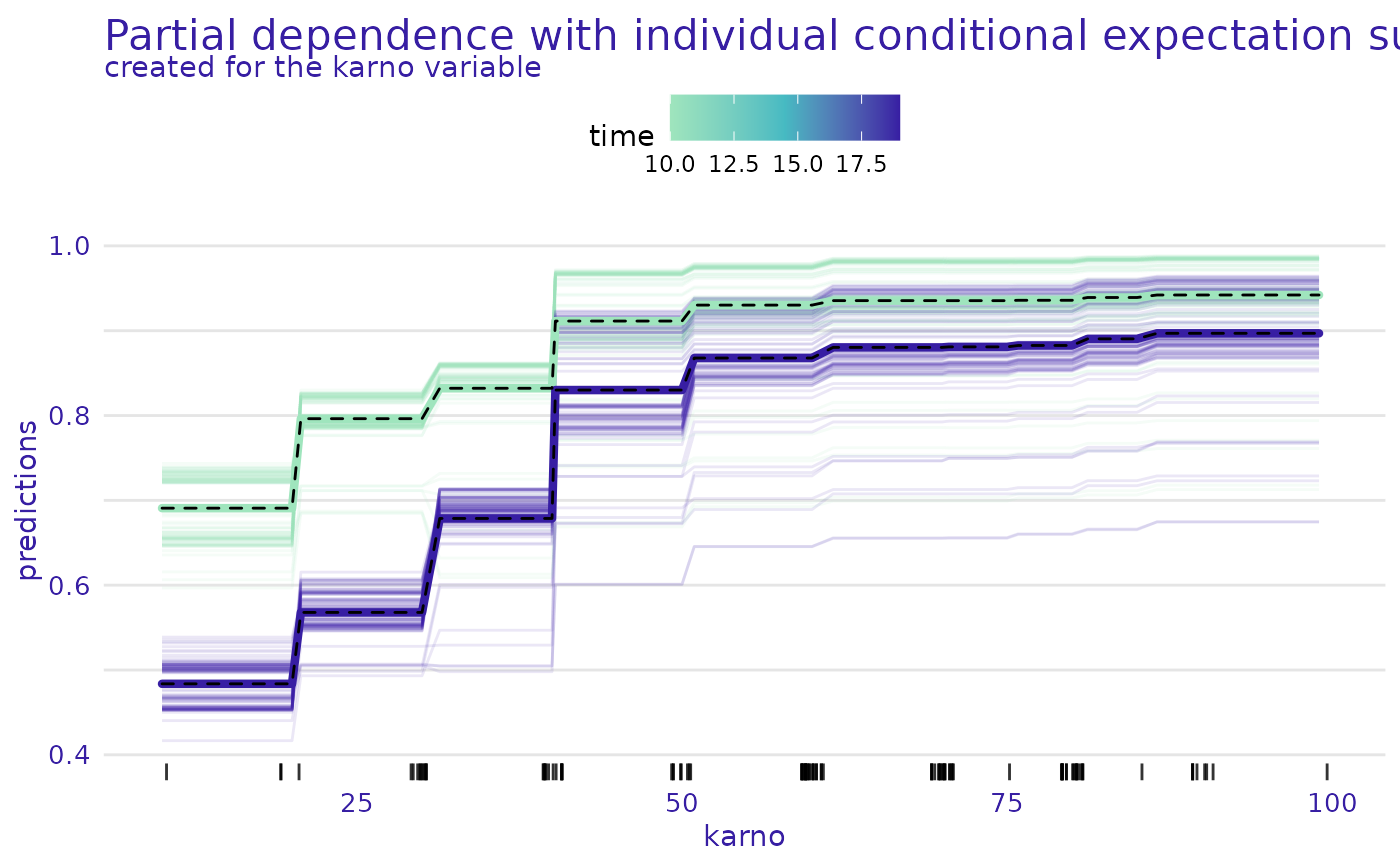 Partial dependence with individual conditional expectation su
created for the karno variable
time
10.0 12.5 15.0 17.5
1.0
0.8
0.6
0.4
predictions
25 50 75 100
karno